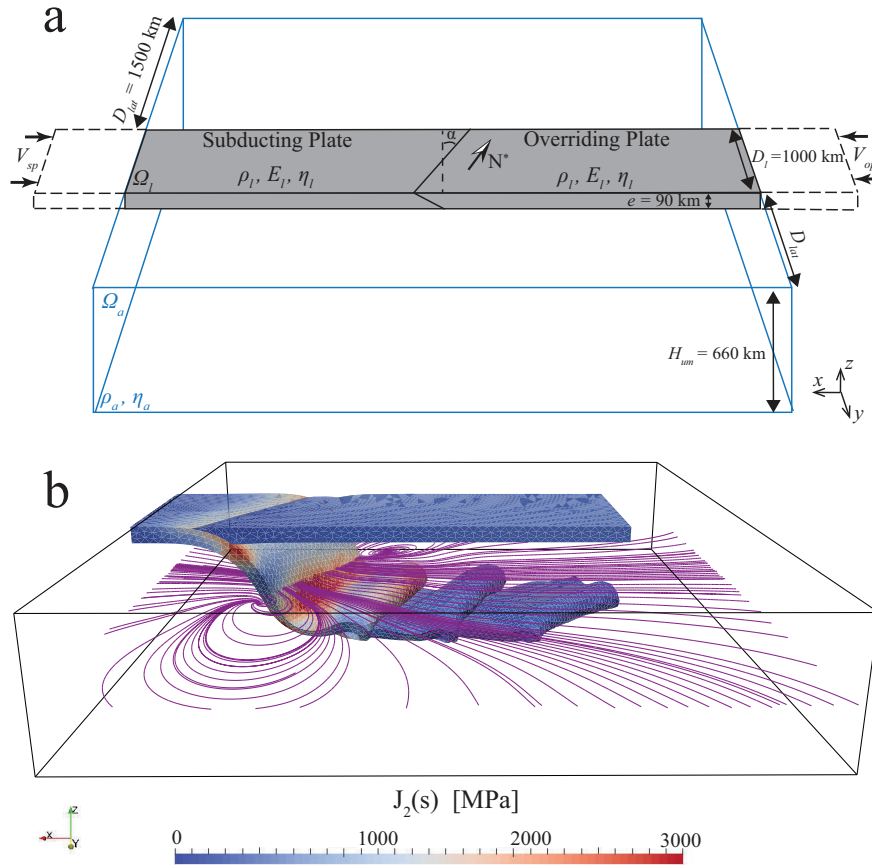 a
D_lat = 1500 km
α
Subducting Plate
Overriding Plate
V_sp
N*
D_l =1000 km
V_op
Ω_l
ρ_l, E_l, η_l
ρ_l, E_l, η_l
e = 90 km
D_lat
Ω_a
H_um = 660 km
ρ_a, η_a
x
z
y
b
J_2(s) [MPa]
Z
X
Y
0
1000
2000
3000